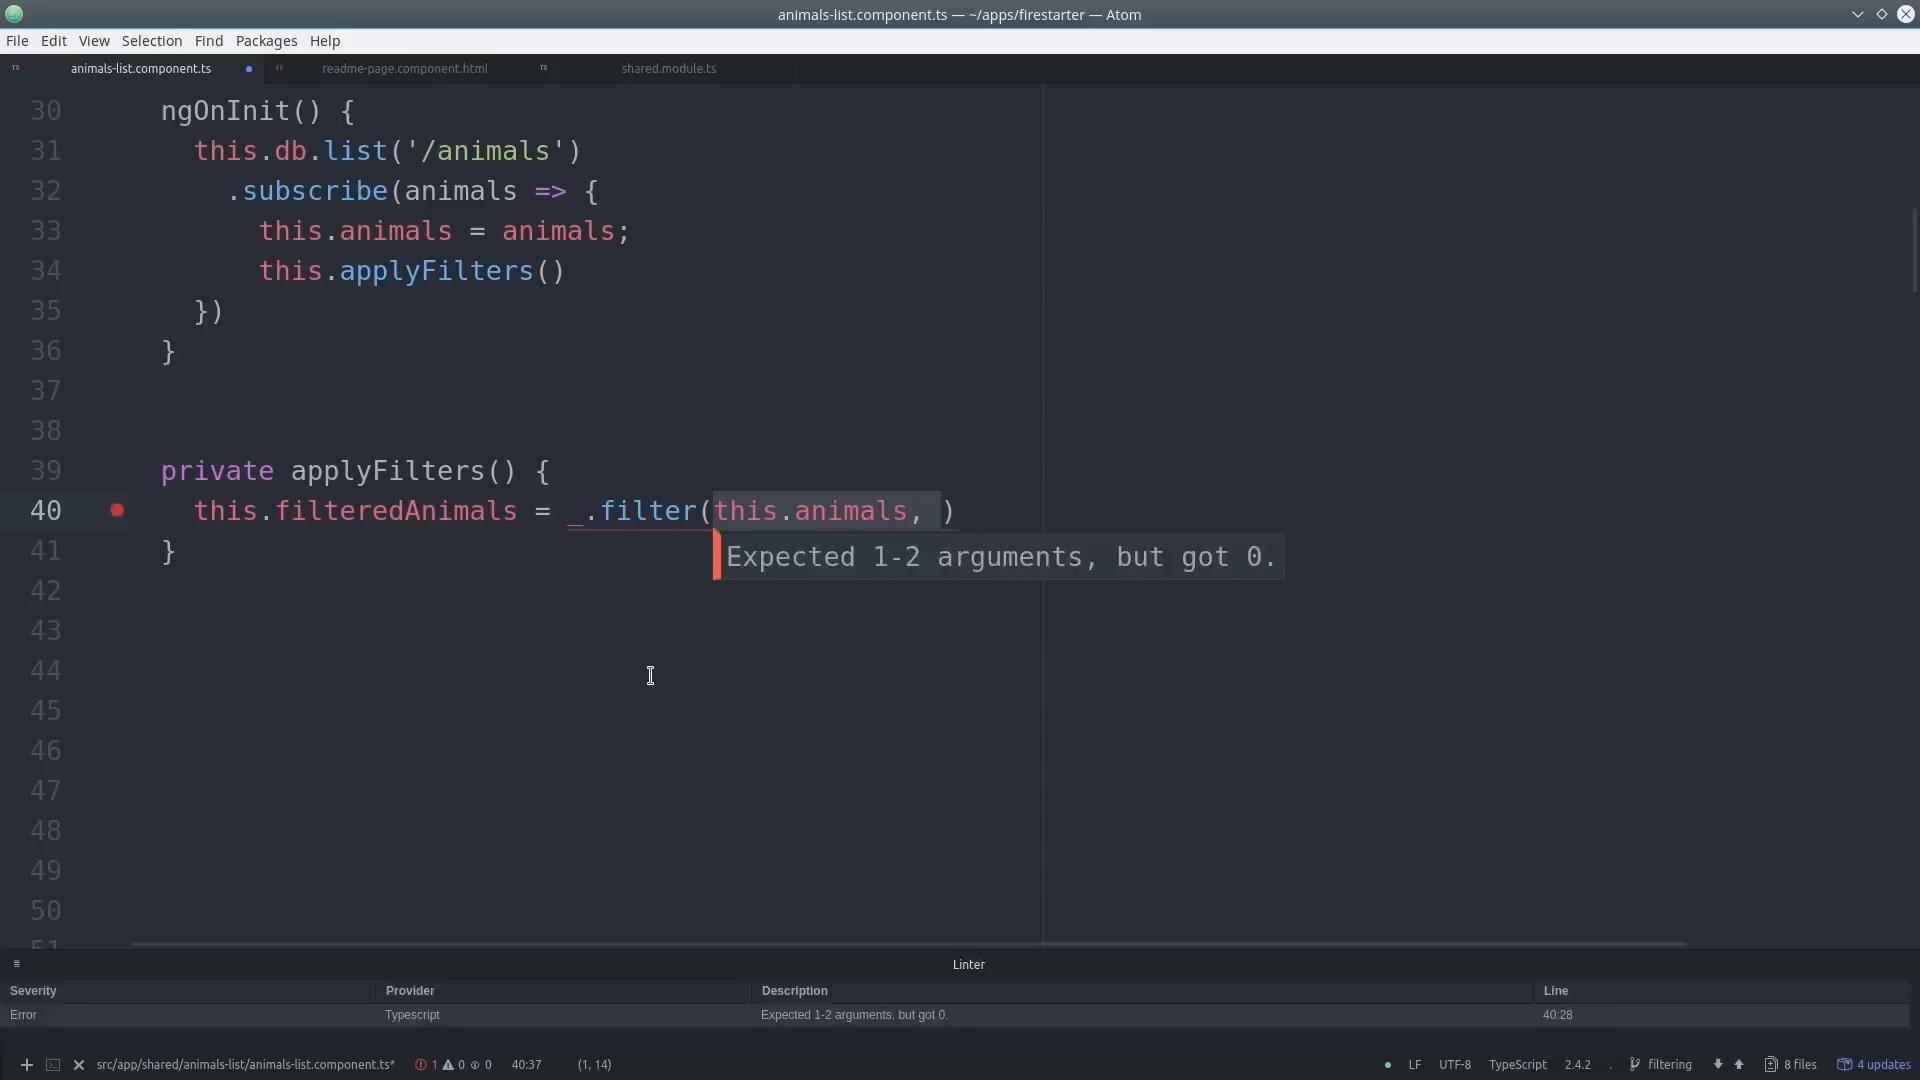 animals-list.component.ts — ~/apps/firestarter — Atom
File Edit View Selection Find Packages Help
TS animals-list.component.ts <> readme-page.component.html TS shared.module.ts
30 ngOnInit() {
31 this.db.list('/animals')
32 .subscribe(animals => {
33 this.animals = animals;
34 this.applyFilters()
35 })
36 }
37
38
39 private applyFilters() {
40 this.filteredAnimals = _.filter(this.animals, )
41 }
Expected 1-2 arguments, but got 0.
42
43
44
45
46
47
48
49
50
51
Linter
Severity Provider Description Line
Error Typescript Expected 1-2 arguments, but got 0. 40:28
src/app/shared/animals-list/animals-list.component.ts* 1 0 0 40:37 (1, 14) LF UTF-8 TypeScript 2.4.2 . filtering 8 files 4 updates